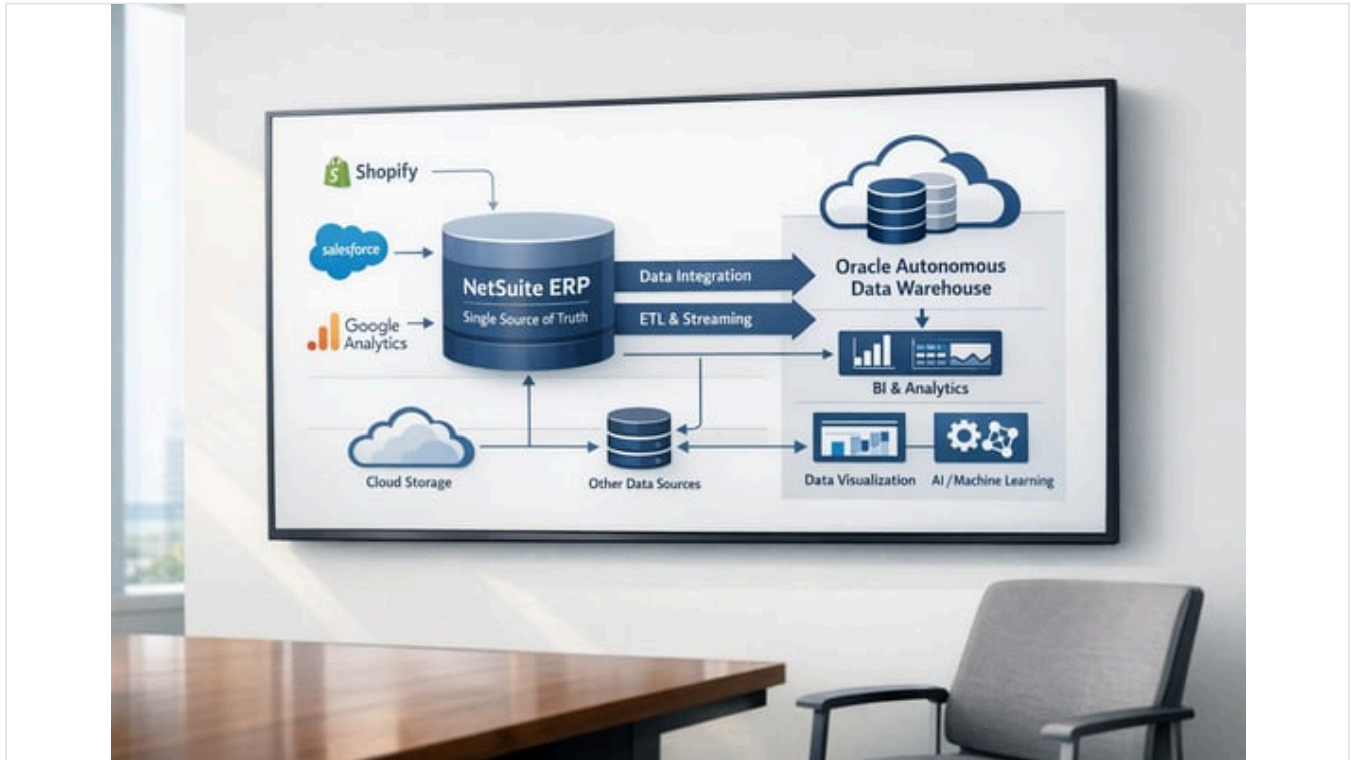 Shopify
salesforce
Google
Analytics
NetSuite ERP
Single Source of Truth
Data Integration
ETL & Streaming
Oracle Autonomous
Data Warehouse
BI & Analytics
Cloud Storage
Other Data Sources
Data Visualization
AI / Machine Learning